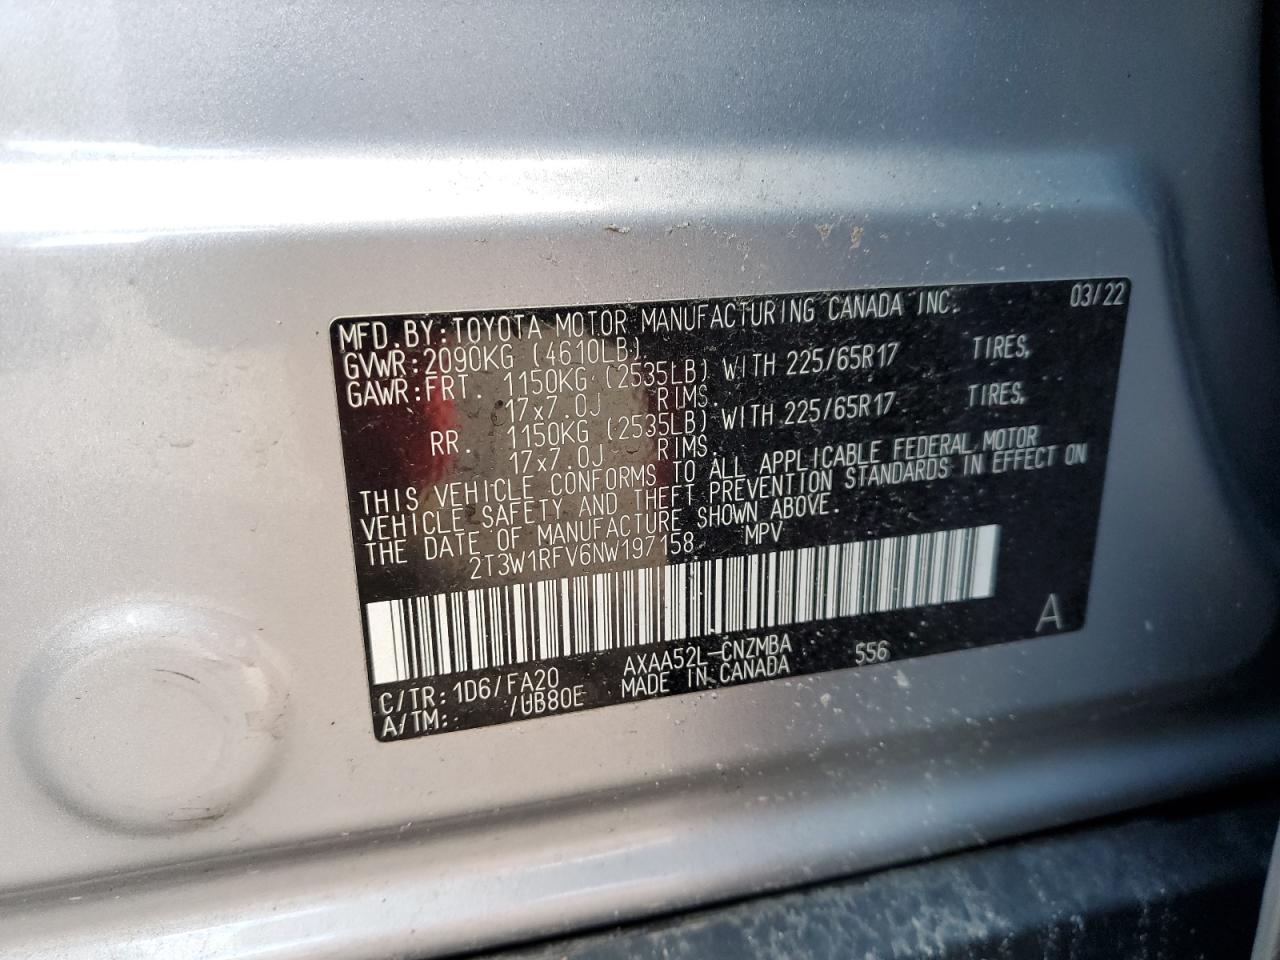 03/22
MFD.BY:TOYOTA MOTOR MANUFACTURING CANADA INC.
GVWR:2090KG (4610LB)
GAWR:FRT. 1150KG (2535LB) WITH 225/65R17 TIRES,
17x7.0J RIMS.
RR. 1150KG (2535LB) WITH 225/65R17 TIRES,
17x7.0J RIMS.
THIS VEHICLE CONFORMS TO ALL APPLICABLE FEDERAL MOTOR
VEHICLE SAFETY AND THEFT PREVENTION STANDARDS IN EFFECT ON
THE DATE OF MANUFACTURE SHOWN ABOVE.
2T3W1RFV6NW197158 MPV
A
C/TR:1D6/FA20 AXAA52L-CNZMBA S56
A/TM: /UB80E MADE IN CANADA